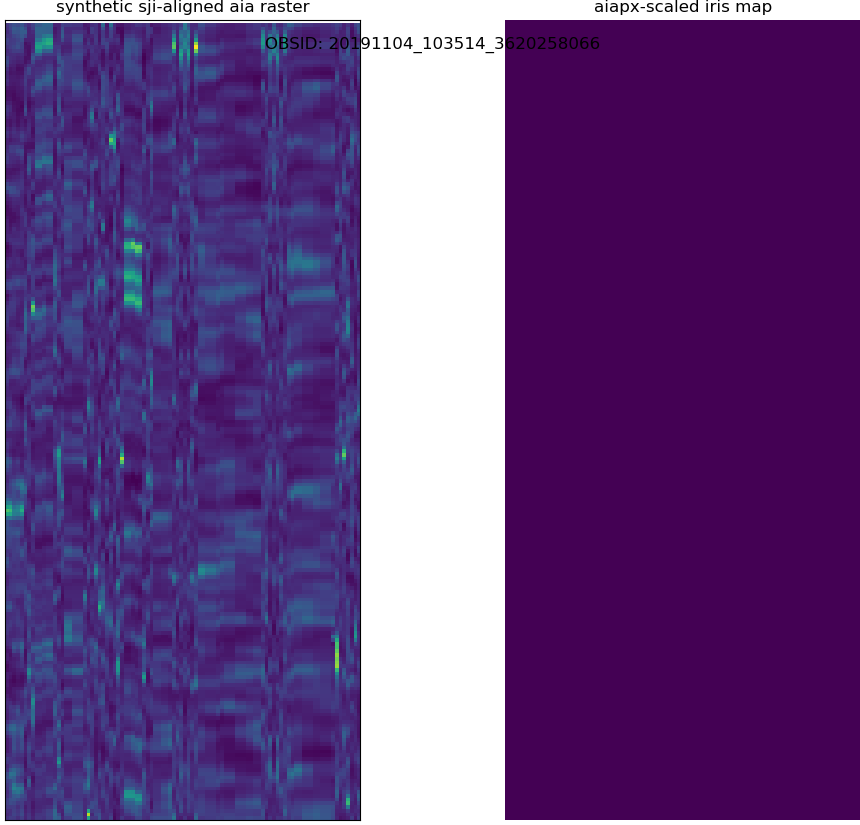 synthetic sji-aligned aia raster
aiapx-scaled iris map
OBSID: 20191104_103514_3620258066